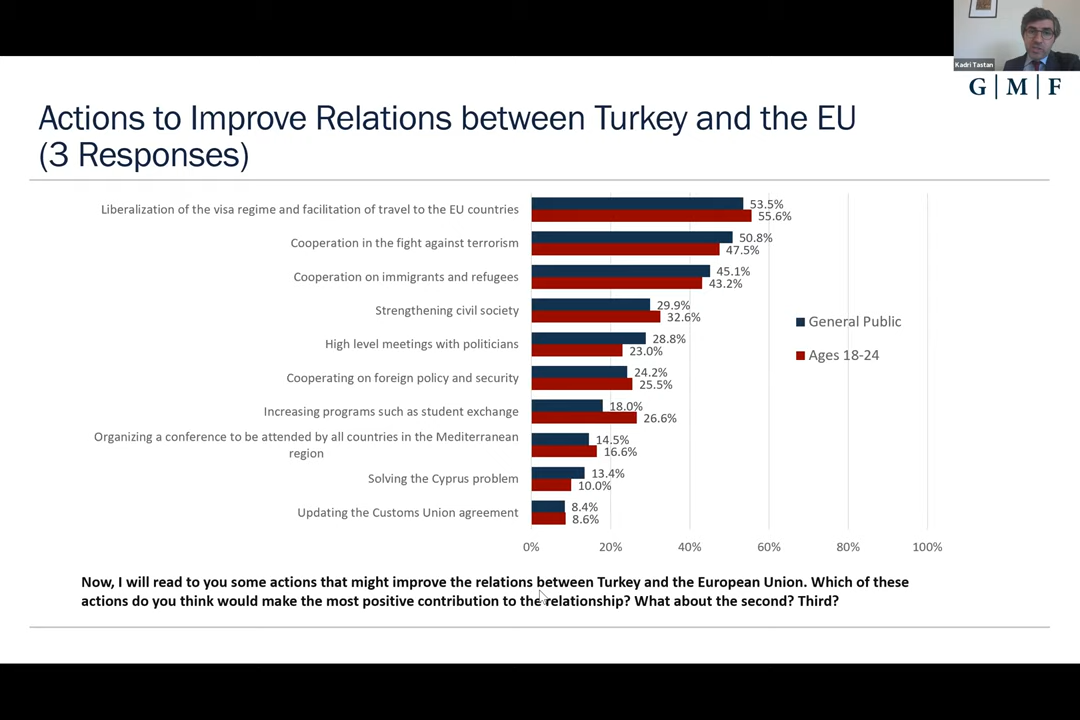 Kadri Tastan
G|M|F
Actions to Improve Relations between Turkey and the EU
(3 Responses)
Liberalization of the visa regime and facilitation of travel to the EU countries
53.5%
55.6%
Cooperation in the fight against terrorism
50.8%
47.5%
Cooperation on immigrants and refugees
45.1%
43.2%
Strengthening civil society
29.9%
32.6%
High level meetings with politicians
28.8%
23.0%
Cooperating on foreign policy and security
24.2%
25.5%
Increasing programs such as student exchange
18.0%
26.6%
Organizing a conference to be attended by all countries in the Mediterranean
region
14.5%
16.6%
Solving the Cyprus problem
13.4%
10.0%
Updating the Customs Union agreement
8.4%
8.6%
General Public
Ages 18-24
0% 20% 40% 60% 80% 100%
Now, I will read to you some actions that might improve the relations between Turkey and the European Union. Which of these
actions do you think would make the most positive contribution to the relationship? What about the second? Third?